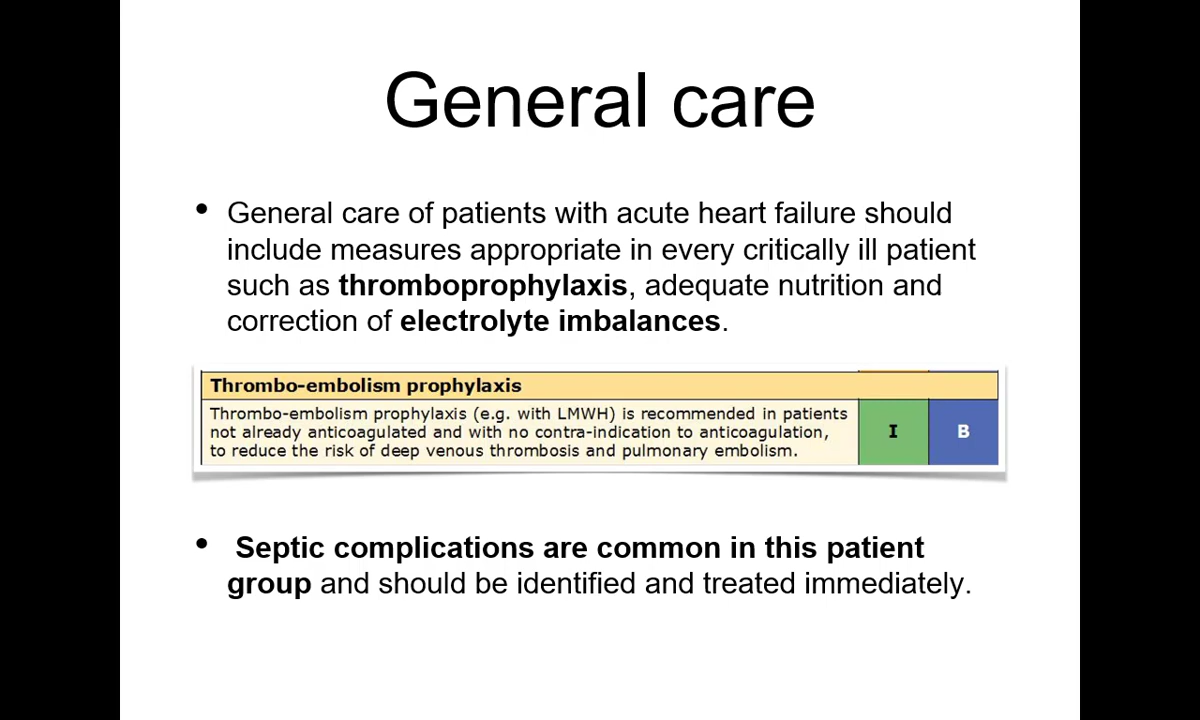 General care
• General care of patients with acute heart failure should
include measures appropriate in every critically ill patient
such as thromboprophylaxis, adequate nutrition and
correction of electrolyte imbalances.
Thrombo-embolism prophylaxis
Thrombo-embolism prophylaxis (e.g. with LMWH) is recommended in patients
not already anticoagulated and with no contra-indication to anticoagulation,
to reduce the risk of deep venous thrombosis and pulmonary embolism.
I
B
• Septic complications are common in this patient
group and should be identified and treated immediately.